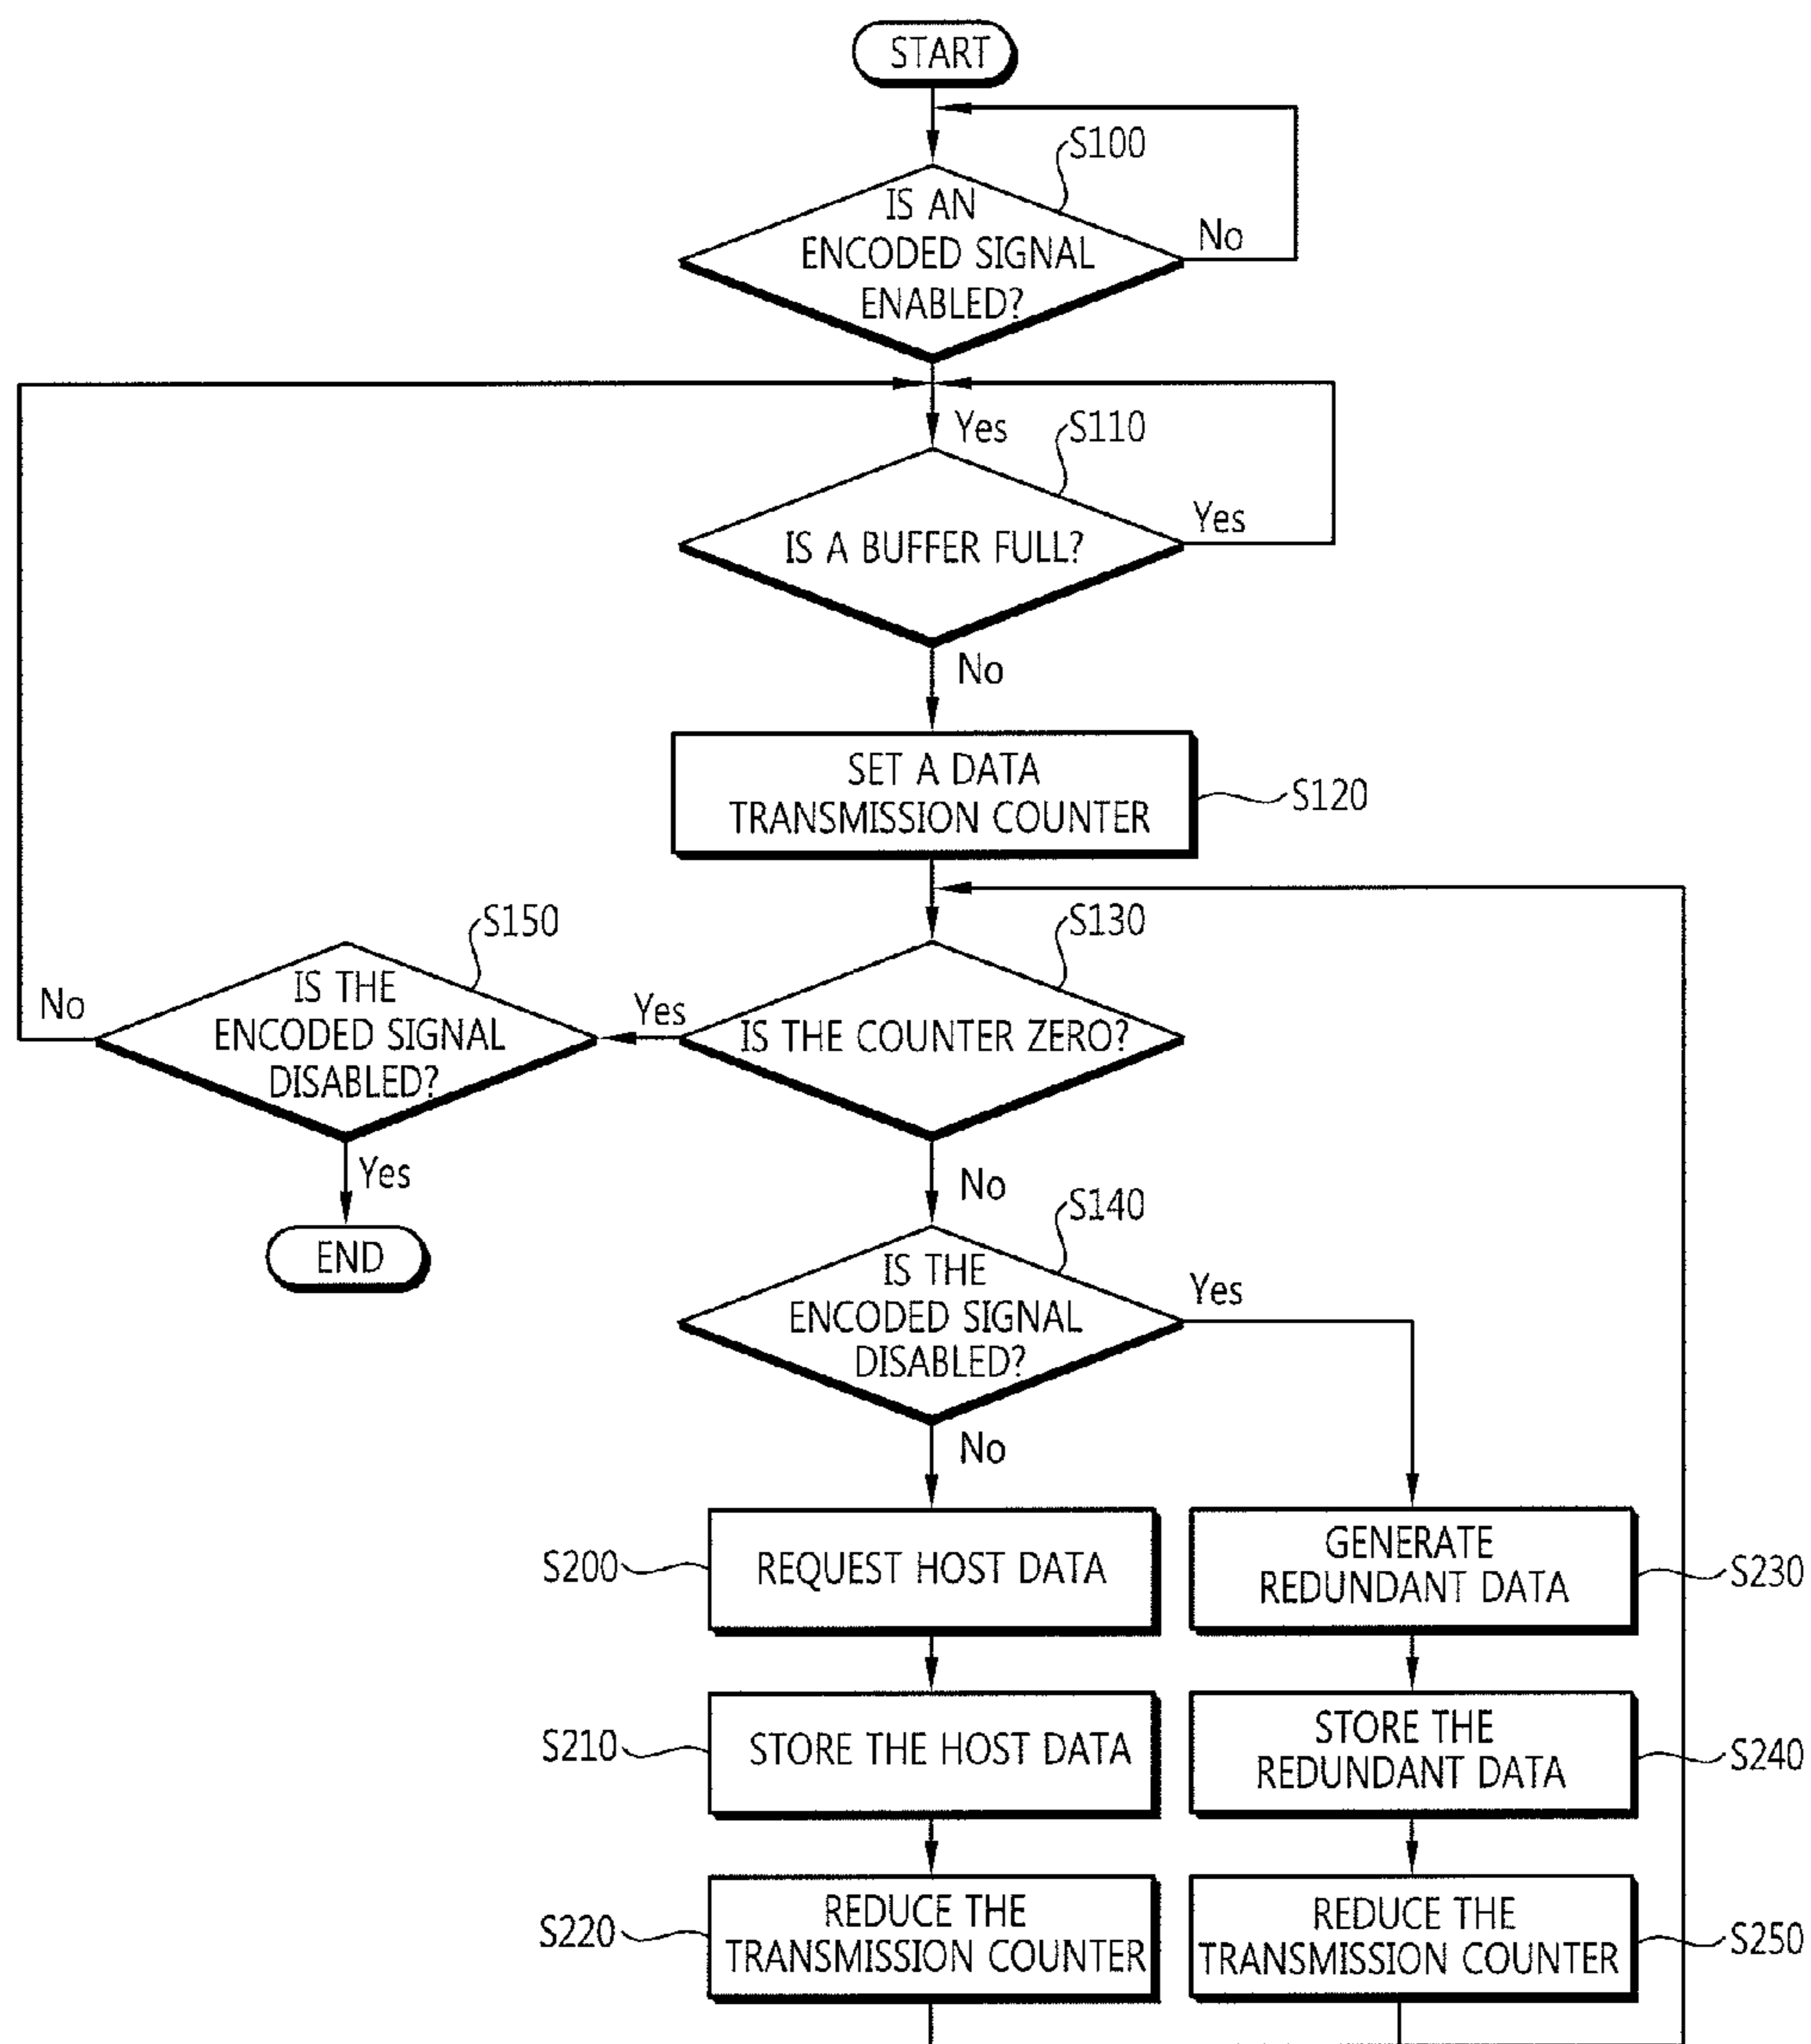 START
S100
IS AN
ENCODED SIGNAL
ENABLED?
No
Yes
S110
IS A BUFFER FULL?
Yes
No
SET A DATA
TRANSMISSION COUNTER
S120
S150
IS THE
ENCODED SIGNAL
DISABLED?
No
Yes
END
S130
IS THE COUNTER ZERO?
Yes
No
S140
IS THE
ENCODED SIGNAL
DISABLED?
Yes
No
S200
REQUEST HOST DATA
GENERATE
REDUNDANT DATA
S230
S210
STORE THE HOST DATA
STORE THE
REDUNDANT DATA
S240
S220
REDUCE THE
TRANSMISSION COUNTER
REDUCE THE
TRANSMISSION COUNTER
S250